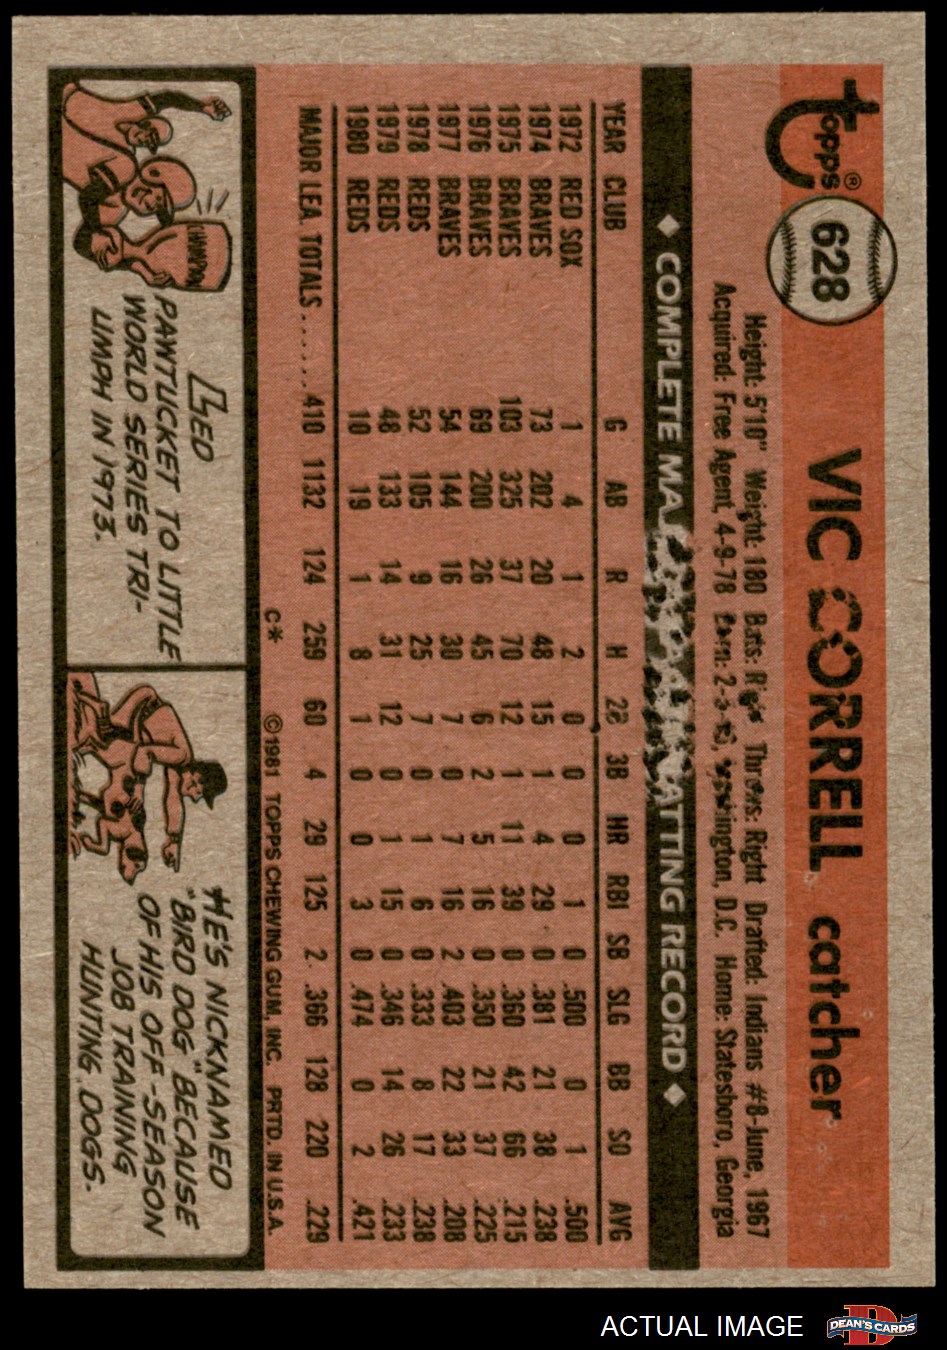 topps®
628
VIC CORRELL catcher
Height: 5'10" Weight: 180 Bats: Throws: Right Drafted: Indians #8-June, 1967
Acquired: Free Agent, 4-9-78 D.C. Home: Statesboro, Georgia
◆ COMPLETE MAJ BATTING RECORD ◆
YEAR CLUB G AB R H 2B 3B HR RBI SB SLG BB SO AVG
1972 RED SOX 1 4 1 2 0 0 0 1 0 .500 0 1 .500
1974 BRAVES 73 202 20 48 15 1 4 29 0 .381 21 38 .238
1975 BRAVES 103 325 37 70 12 1 11 39 0 .360 42 66 .215
1976 BRAVES 69 200 26 45 6 2 5 16 0 .350 21 37 .225
1977 BRAVES 54 144 16 30 7 0 7 16 2 .403 22 33 .208
1978 REDS 52 105 9 25 7 0 1 6 0 .333 8 17 .238
1979 REDS 48 133 14 31 12 0 1 15 0 .346 14 26 .233
1980 REDS 10 19 1 8 1 0 0 3 0 .474 0 2 .421
MAJOR LEA. TOTALS...... 410 1132 124 259 60 4 29 125 2 .366 128 220 .229
C* ©1981 TOPPS CHEWING GUM, INC. PRTD. IN U.S.A.
CHAMPION
LED
PAWTUCKET TO LITTLE
WORLD SERIES TRI-
UMPH IN 1973.
HE'S NICKNAMED
"BIRD DOG" BECAUSE
OF HIS OFF-SEASON
JOB TRAINING
HUNTING DOGS.
ACTUAL IMAGE
D
DEAN'S CARDS